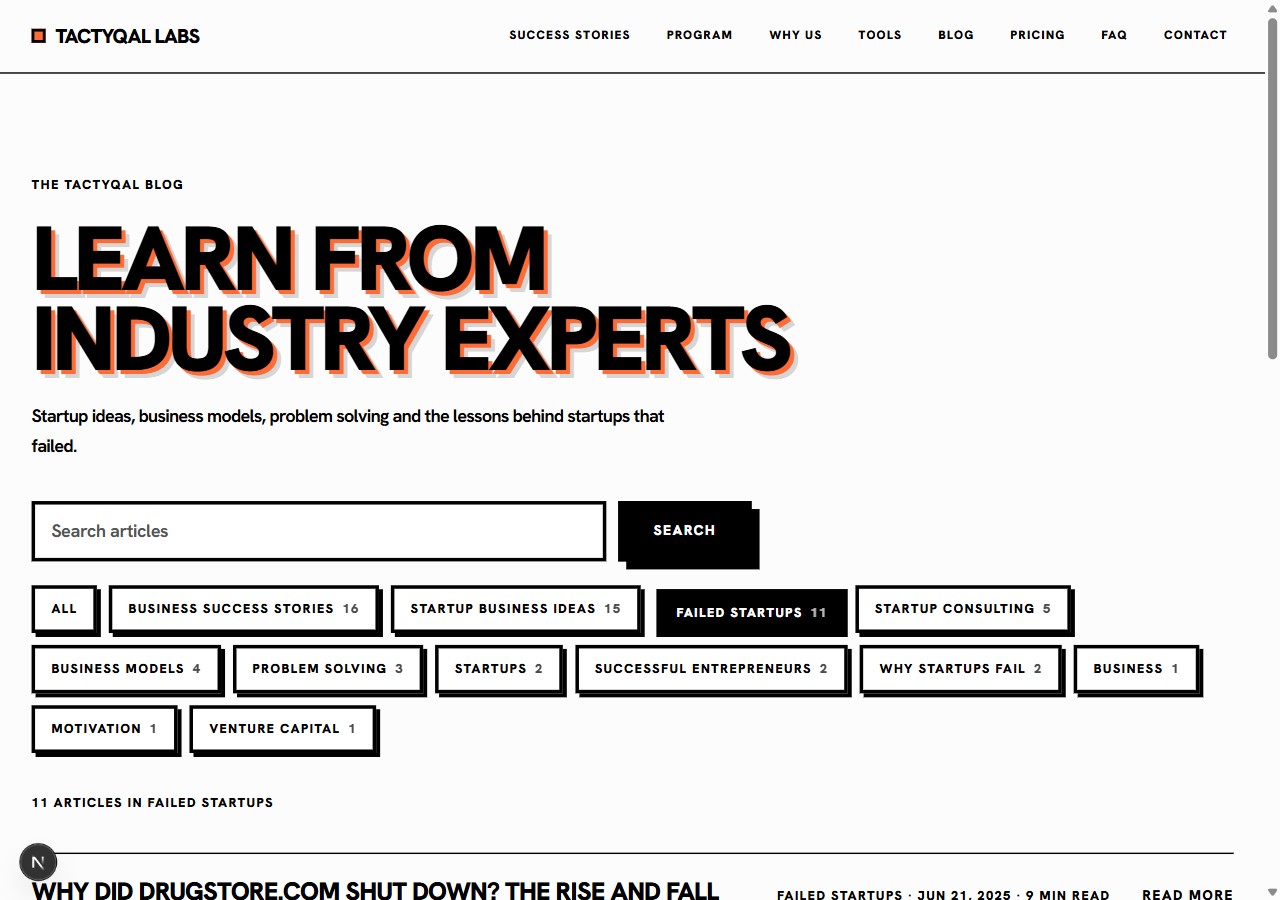 TACTYQAL LABS
SUCCESS STORIES PROGRAM WHY US TOOLS BLOG PRICING FAQ CONTACT
THE TACTYQAL BLOG
LEARN FROM
INDUSTRY EXPERTS
Startup ideas, business models, problem solving and the lessons behind startups that
failed.
Search articles SEARCH
ALL BUSINESS SUCCESS STORIES 16 STARTUP BUSINESS IDEAS 15 FAILED STARTUPS 11 STARTUP CONSULTING 5
BUSINESS MODELS 4 PROBLEM SOLVING 3 STARTUPS 2 SUCCESSFUL ENTREPRENEURS 2 WHY STARTUPS FAIL 2 BUSINESS 1
MOTIVATION 1 VENTURE CAPITAL 1
11 ARTICLES IN FAILED STARTUPS
N
WHY DID DRUGSTORE.COM SHUT DOWN? THE RISE AND FALL FAILED STARTUPS · JUN 21, 2025 · 9 MIN READ READ MORE